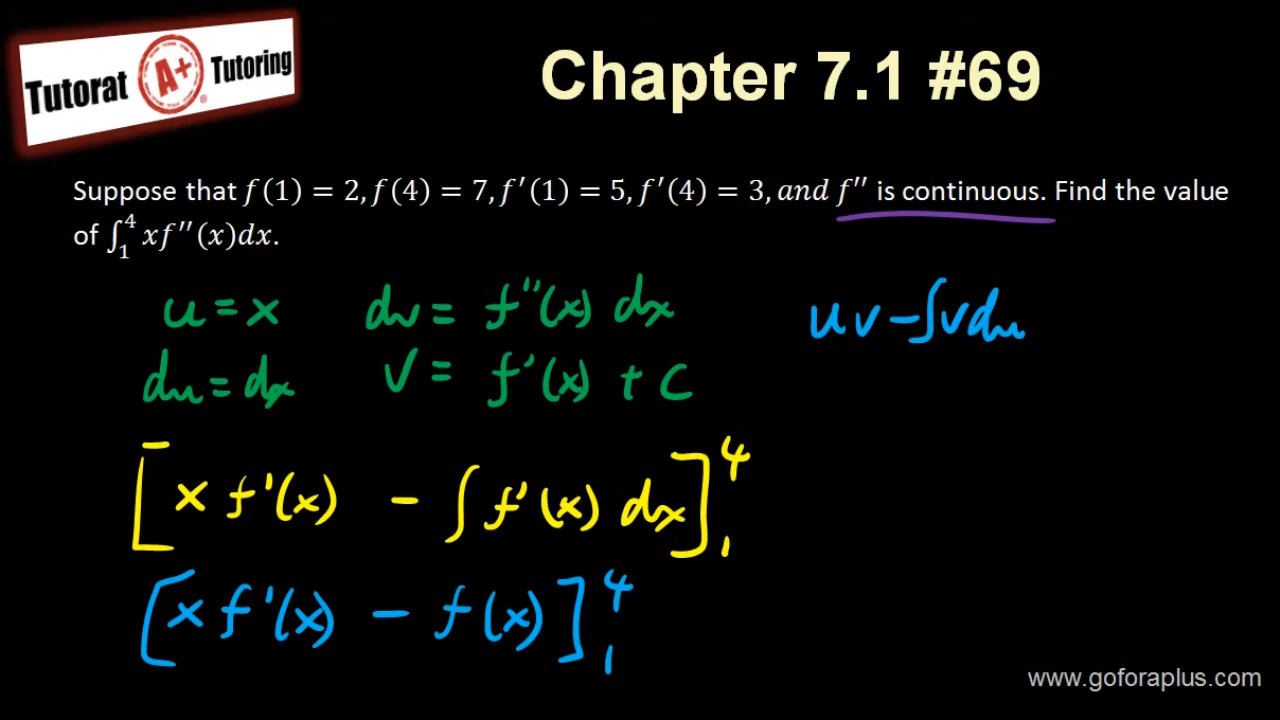 Tutorat A+ Tutoring ®
Chapter 7.1 #69
Suppose that f(1) = 2, f(4) = 7, f′(1) = 5, f′(4) = 3, and f′′ is continuous. Find the value
of ∫₁⁴ xf′′(x)dx.
u = x dv = f''(x) dx uv − ∫vdu
du = dx v = f'(x) + C
[x f'(x) − ∫ f'(x) dx]₁⁴
[x f'(x) − f(x)]₁⁴
www.goforaplus.com